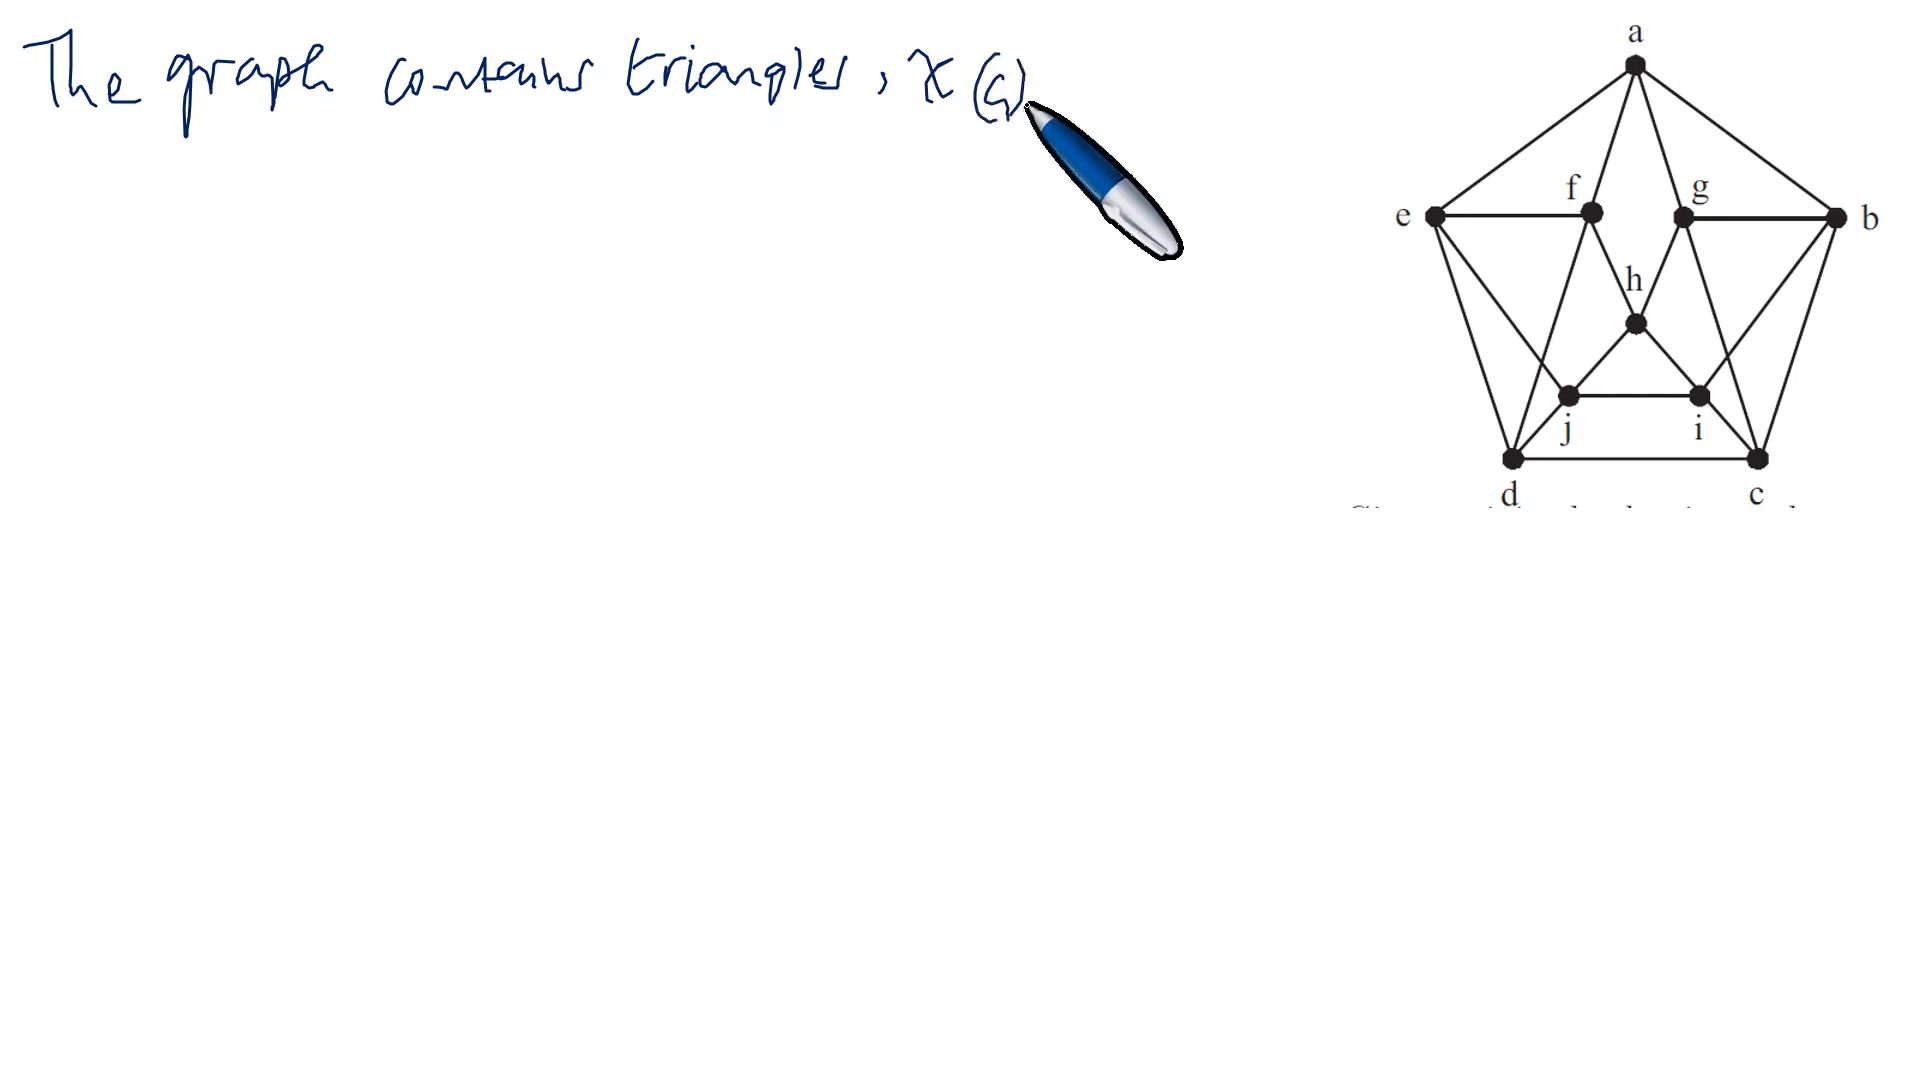 The graph contains triangles, χ(G)
a
f
g
e
b
h
j
i
d
c